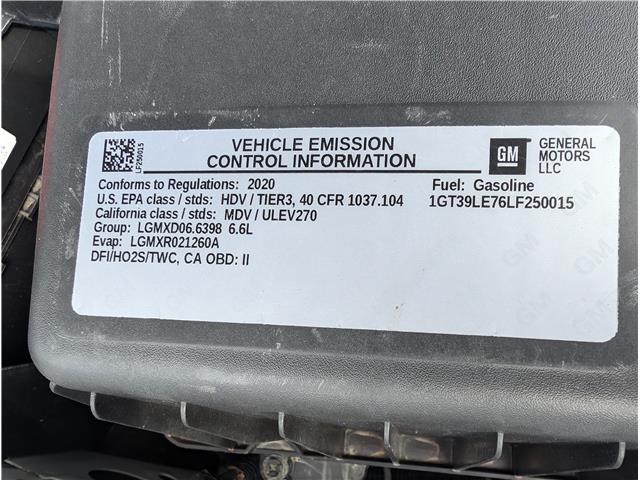 LF250015
VEHICLE EMISSION
CONTROL INFORMATION
GM
GENERAL
MOTORS
LLC
Conforms to Regulations: 2020
Fuel: Gasoline
U.S. EPA class / stds: HDV / TIER3, 40 CFR 1037.104
1GT39LE76LF250015
California class / stds: MDV / ULEV270
Group: LGMXD06.6398 6.6L
Evap: LGMXR021260A
DFI/HO2S/TWC, CA OBD: II